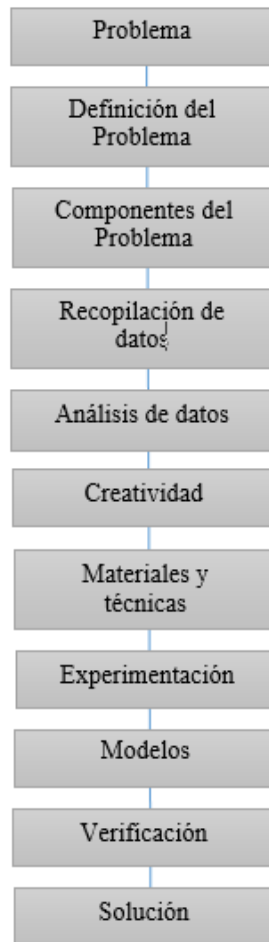 Problema
Definición del
Problema
Componentes del
Problema
Recopilación de
datos
Análisis de datos
Creatividad
Materiales y
técnicas
Experimentación
Modelos
Verificación
Solución